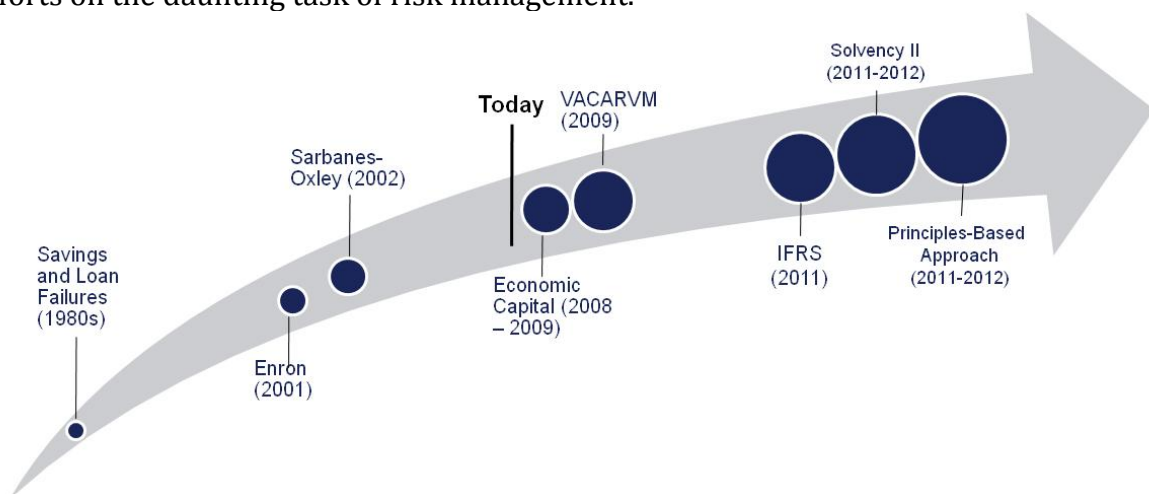 forts on the daunting task of risk management.
Solvency II
(2011-2012)
Today
VACARVM
(2009)
Sarbanes-
Oxley (2002)
Savings
and Loan
Failures
(1980s)
Enron
(2001)
Economic
Capital (2008
– 2009)
IFRS
(2011)
Principles-Based
Approach
(2011-2012)